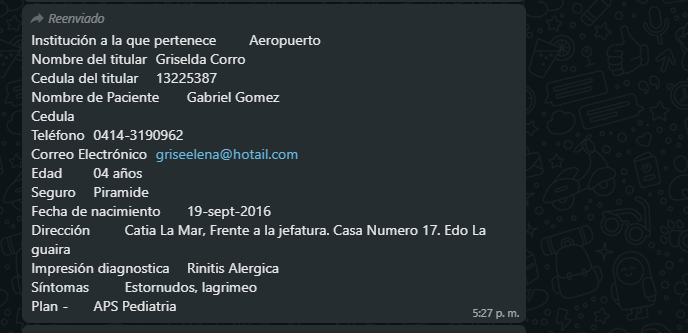 Reenviado
Institución a la que pertenece Aeropuerto
Nombre del titular Griselda Corro
Cedula del titular 13225387
Nombre de Paciente Gabriel Gomez
Cedula
Teléfono 0414-3190962
Correo Electrónico griseelena@hotail.com
Edad 04 años
Seguro Piramide
Fecha de nacimiento 19-sept-2016
Dirección Catia La Mar, Frente a la jefatura. Casa Numero 17. Edo La
guaira
Impresión diagnostica Rinitis Alergica
Síntomas Estornudos, lagrimeo
Plan - APS Pediatria
5:27 p. m.